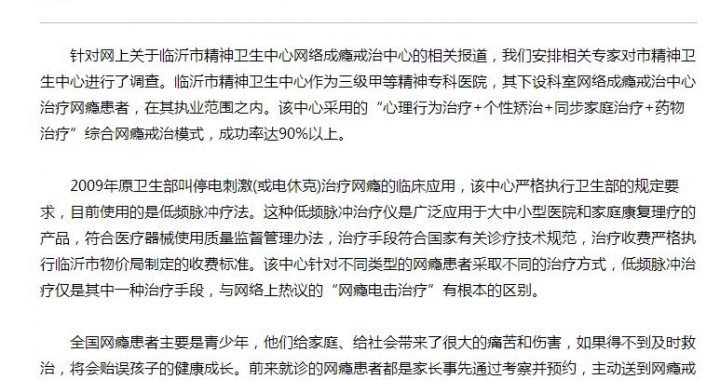 针对网上关于临沂市精神卫生中心网络成瘾戒治中心的相关报道，我们安排相关专家对市精神卫
生中心进行了调查。临沂市精神卫生中心作为三级甲等精神专科医院，其下设科室网络成瘾戒治中心
治疗网瘾患者，在其执业范围之内。该中心采用的“心理行为治疗+个性矫治+同步家庭治疗+药物
治疗”综合网瘾戒治模式，成功率达90%以上。
2009年原卫生部叫停电刺激(或电休克)治疗网瘾的临床应用，该中心严格执行卫生部的规定要
求，目前使用的是低频脉冲疗法。这种低频脉冲治疗仪是广泛应用于大中小型医院和家庭康复理疗的
产品，符合医疗器械使用质量监督管理办法，治疗手段符合国家有关诊疗技术规范，治疗收费严格执
行临沂市物价局制定的收费标准。该中心针对不同类型的网瘾患者采取不同的治疗方式，低频脉冲治
疗仅是其中一种治疗手段，与网络上热议的“网瘾电击治疗”有根本的区别。
全国网瘾患者主要是青少年，他们给家庭、给社会带来了很大的痛苦和伤害，如果得不到及时救
治，将会贻误孩子的健康成长。前来就诊的网瘾患者都是家长事先通过考察并预约，主动送到网瘾戒